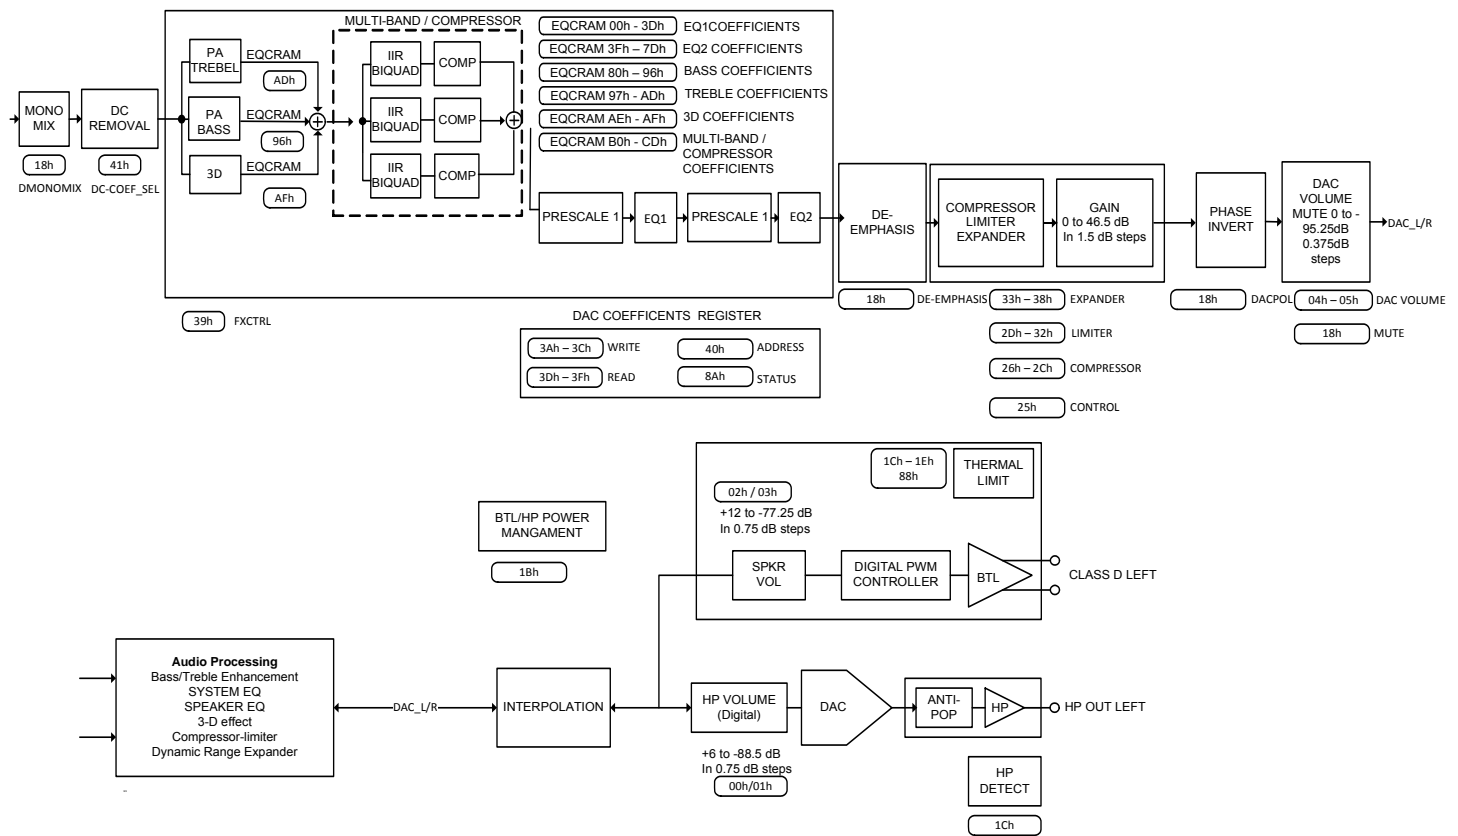 MULTI-BAND / COMPRESSOR
PA
TREBEL
EQCRAM
ADh
MONO
MIX
18h
DMONOMIX
DC
REMOVAL
41h
DC-COEF_SEL
PA
BASS
EQCRAM
96h
3D
EQCRAM
AFh
IIR
BIQUAD
COMP
IIR
BIQUAD
COMP
IIR
BIQUAD
COMP
EQCRAM 00h - 3Dh EQ1COEFFICIENTS
EQCRAM 3Fh – 7Dh EQ2 COEFFICIENTS
EQCRAM 80h – 96h BASS COEFFICIENTS
EQCRAM 97h - ADh TREBLE COEFFICIENTS
EQCRAM AEh - AFh 3D COEFFICIENTS
EQCRAM B0h - CDh MULTI-BAND /
COMPRESSOR
COEFFICIENTS
PRESCALE 1
EQ1
PRESCALE 1
EQ2
DE-
EMPHASIS
18h DE-EMPHASIS
COMPRESSOR
LIMITER
EXPANDER
GAIN
0 to 46.5 dB
In 1.5 dB steps
33h – 38h EXPANDER
2Dh – 32h LIMITER
26h – 2Ch COMPRESSOR
25h CONTROL
PHASE
INVERT
18h DACPOL
DAC
VOLUME
MUTE 0 to -
95.25dB
0.375dB
steps
DAC_L/R
04h – 05h DAC VOLUME
18h MUTE
39h FXCTRL
DAC COEFFICENTS REGISTER
3Ah – 3Ch WRITE
40h ADDRESS
3Dh – 3Fh READ
8Ah STATUS
1Ch – 1Eh
88h
THERMAL
LIMIT
02h / 03h
+12 to -77.25 dB
In 0.75 dB steps
BTL/HP POWER
MANGAMENT
1Bh
SPKR
VOL
DIGITAL PWM
CONTROLLER
BTL
CLASS D LEFT
Audio Processing
Bass/Treble Enhancement
SYSTEM EQ
SPEAKER EQ
3-D effect
Compressor-limiter
Dynamic Range Expander
DAC_L/R
INTERPOLATION
HP VOLUME
(Digital)
+6 to -88.5 dB
In 0.75 dB steps
00h/01h
DAC
ANTI-
POP
HP
HP OUT LEFT
HP
DETECT
1Ch